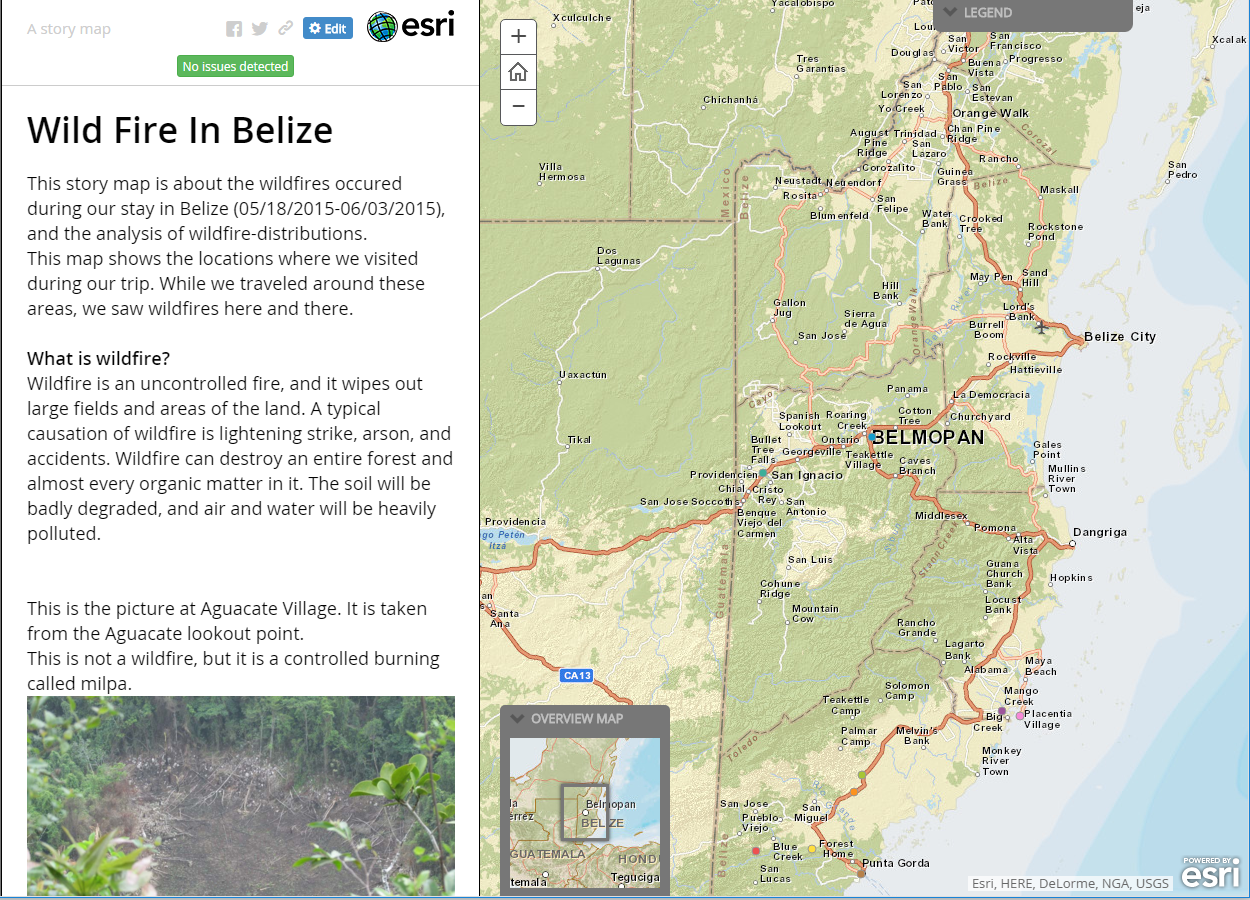 A story map
Edit
esri
No issues detected
Wild Fire In Belize
This story map is about the wildfires occured
during our stay in Belize (05/18/2015-06/03/2015),
and the analysis of wildfire-distributions.
This map shows the locations where we visited
during our trip. While we traveled around these
areas, we saw wildfires here and there.
What is wildfire?
Wildfire is an uncontrolled fire, and it wipes out
large fields and areas of the land. A typical
causation of wildfire is lightening strike, arson, and
accidents. Wildfire can destroy an entire forest and
almost every organic matter in it. The soil will be
badly degraded, and air and water will be heavily
polluted.
This is the picture at Aguacate Village. It is taken
from the Aguacate lookout point.
This is not a wildfire, but it is a controlled burning
called milpa.
+
−
LEGEND
Xculculche
Yacalobispo
eja
Xcalak
Lou
Douglas
San
Victor
San
Francisco
Progresso
Buena
Vista
Tres
Garantias
San
Pablo
San
Lorenzo
San
Estevan
Chichanhá
Yo Creek
Orange Walk
August
Pine
Ridge
Trinidad
Chan Pine
Ridge
San
Lazaro
Corozal
Rancho
Corozalito
Guinea
Grass
Villa
Hermosa
San
Pedro
Mexico
Belize
Neustadt
Neuendorf
Rosita
Belize
Maskall
San
Felipe
Blumenfeld
Water
Bank
Crooked
Tree
Rockstone
Pond
Dos
Lagunas
May Pen
Sand
Hill
Hill
Bank
Gallon
Jug
Sierra
de Agua
Orange Walk
Lord's
Bank
Burrell
Boom
San José
Belize City
Rockville
Hattieville
Uaxactún
Panama
Cayo
La Democracia
Spanish
Lookout
Roaring
Creek
Cotton
Tree
Churchyard
Tikal
Bullet
Tree
Falls
Ontario
BELMOPAN
Georgeville
Teakettle
Village
Gales
Point
Caves
Branch
Mullins
River
Town
Providencien
San Ignacio
Chial
Cristo
Rey
San Jose Soccoths
San
Antonio
Benque
Viejo del
Carmen
Middlesex
Pomona
Providencia
ago Petén
Itzá
Dangriga
Alta
Vista
Stann Creek
San Luis
Guatemala
Guana
Church
Bank
Hopkins
Cohune
Ridge
an
Santa
Ana
Locust
Bank
Mountain
Cow
Rancho
Grande
Lagarto
Bank
Alabama
Maya
Beach
CA13
Solomon
Camp
Mango
Creek
Teakettle
Camp
Big
Creek
Placentia
Village
Palmar
Camp
Melvin's
Bank
Toledo
Monkey
River
Town
OVERVIEW MAP
la
errez
Belmopan
BELIZE
GUATEMALA
HOND
temala
Teguciga
San Jose
Pueblo
Viejo
San
Miguel
Belize
Blue
Creek
Forest
Home
San
Lucas
Punta Gorda
Esri, HERE, DeLorme, NGA, USGS
POWERED BY
esri